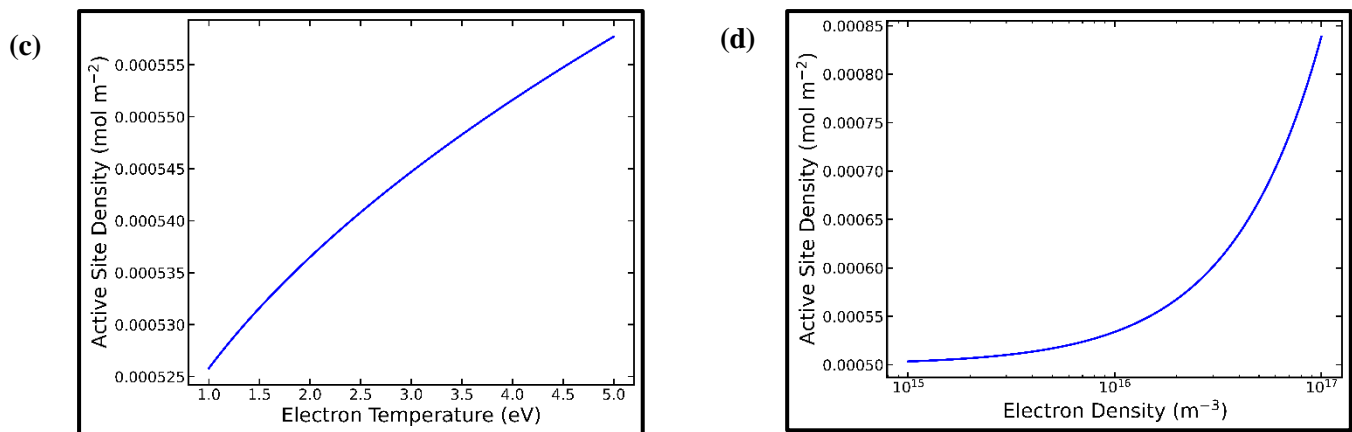 (c)
Active Site Density (mol m⁻²)
0.000555
0.000550
0.000545
0.000540
0.000535
0.000530
0.000525
1.0 1.5 2.0 2.5 3.0 3.5 4.0 4.5 5.0
Electron Temperature (eV)
(d)
Active Site Density (mol m⁻²)
0.00085
0.00080
0.00075
0.00070
0.00065
0.00060
0.00055
0.00050
10¹⁵ 10¹⁶ 10¹⁷
Electron Density (m⁻³)